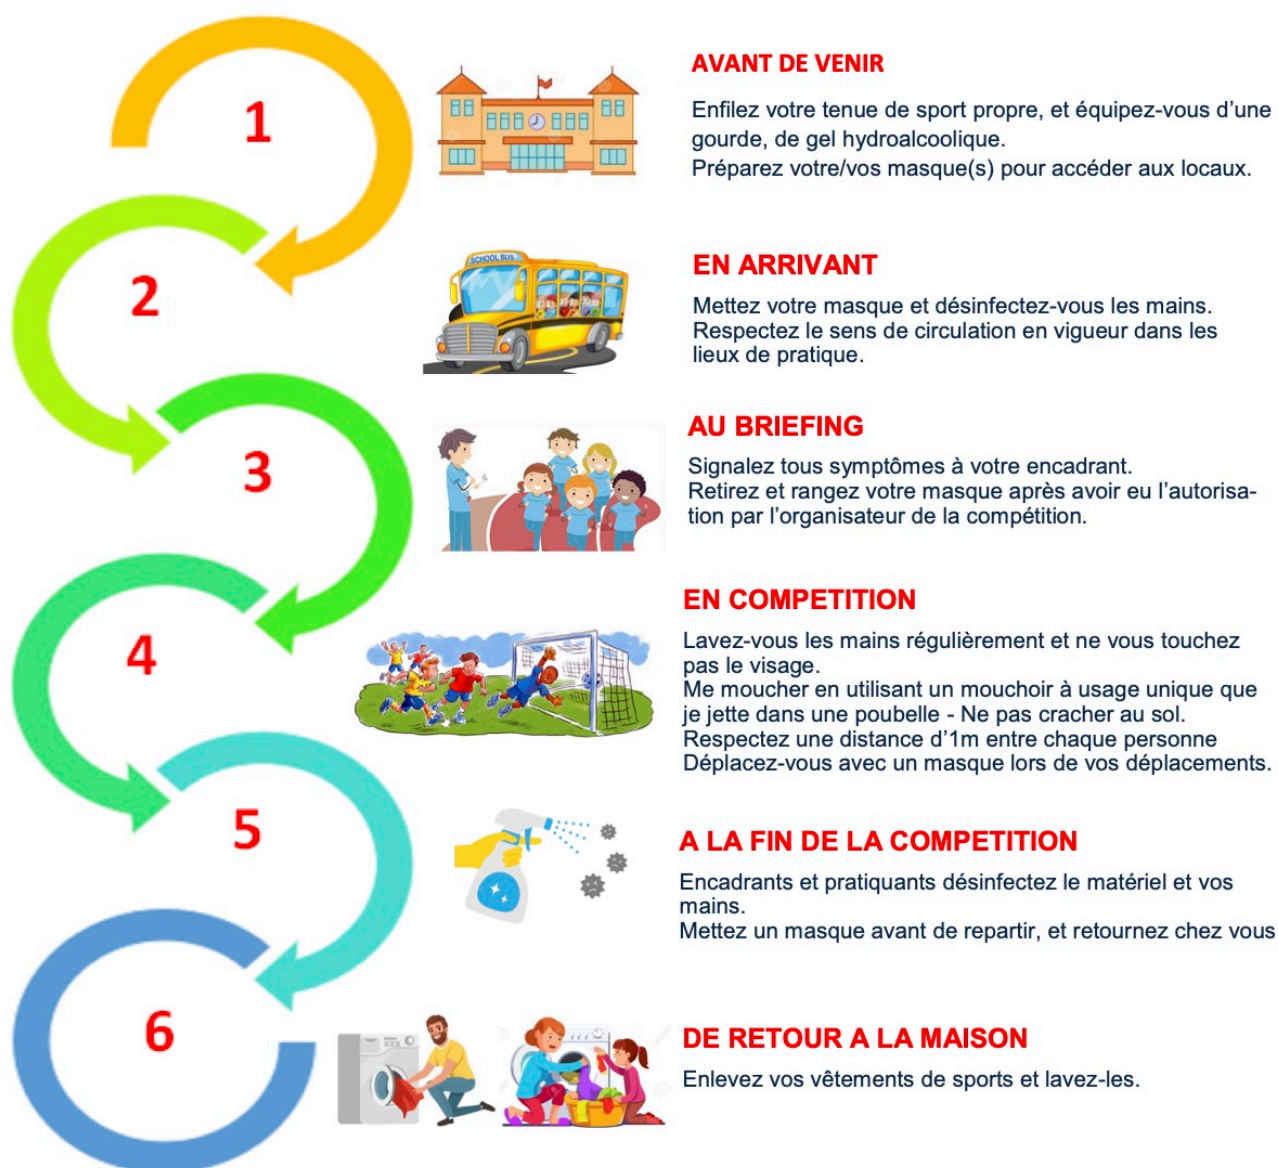 1
AVANT DE VENIR
Enfilez votre tenue de sport propre, et équipez-vous d’une
gourde, de gel hydroalcoolique.
Préparez votre/vos masque(s) pour accéder aux locaux.
2
SCHOOL BUS
EN ARRIVANT
Mettez votre masque et désinfectez-vous les mains.
Respectez le sens de circulation en vigueur dans les
lieux de pratique.
3
AU BRIEFING
Signalez tous symptômes à votre encadrant.
Retirez et rangez votre masque après avoir eu l’autorisa-
tion par l’organisateur de la compétition.
4
EN COMPETITION
Lavez-vous les mains régulièrement et ne vous touchez
pas le visage.
Me moucher en utilisant un mouchoir à usage unique que
je jette dans une poubelle - Ne pas cracher au sol.
Respectez une distance d’1m entre chaque personne
Déplacez-vous avec un masque lors de vos déplacements.
5
A LA FIN DE LA COMPETITION
Encadrants et pratiquants désinfectez le matériel et vos
mains.
Mettez un masque avant de repartir, et retournez chez vous
6
DE RETOUR A LA MAISON
Enlevez vos vêtements de sports et lavez-les.